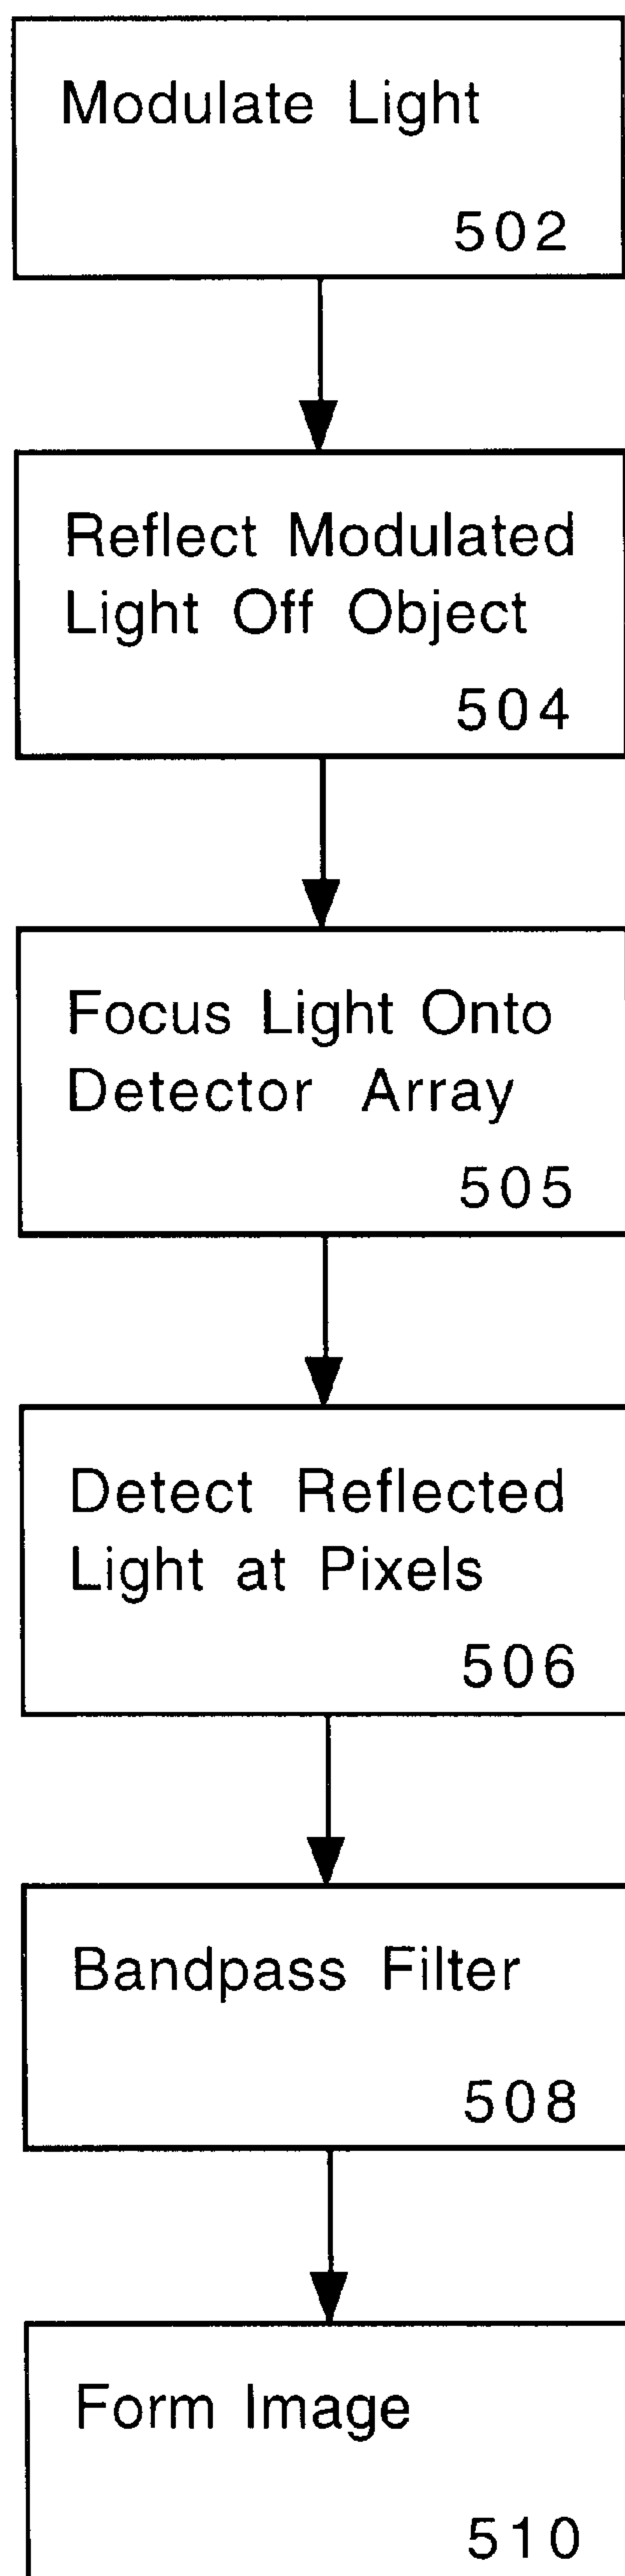 Modulate Light
502
Reflect Modulated
Light Off Object
504
Focus Light Onto
Detector Array
505
Detect Reflected
Light at Pixels
506
Bandpass Filter
508
Form Image
510